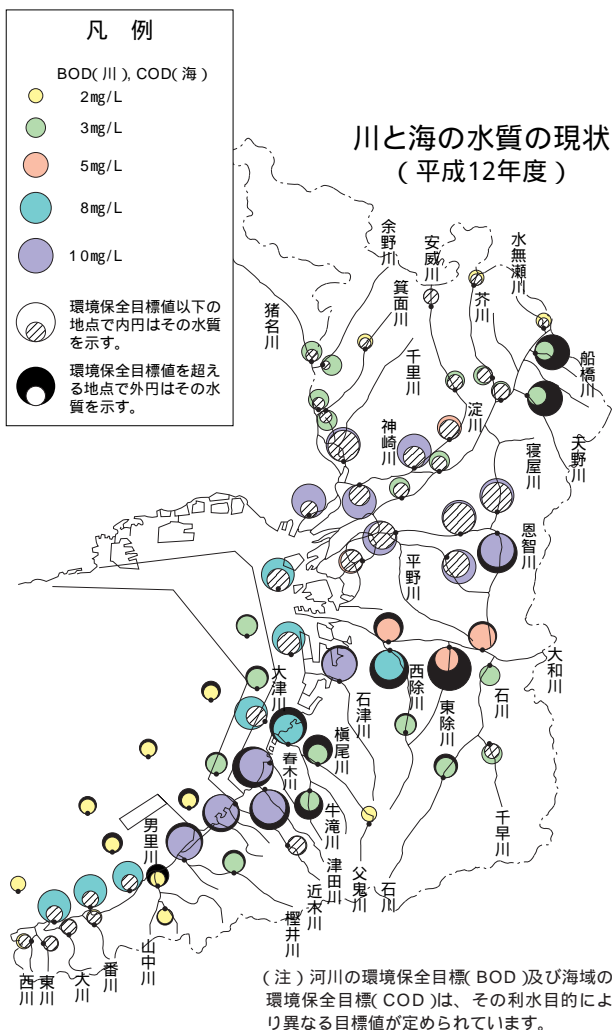 凡 例
BOD(川), COD(海)
2mg/L
3mg/L
5mg/L
8mg/L
10mg/L
環境保全目標値以下の
地点で内円はその水質
を示す。
環境保全目標値を超え
る地点で外円はその水
質を示す。
川と海の水質の現状
(平成12年度)
余野川
安威川
水無瀬川
箕面川
芥川
猪名川
千里川
船橋川
淀川
神崎川
天野川
寝屋川
恩智川
平野川
大和川
大津川
石津川
西除川
東除川
石川
槇尾川
春木川
牛滝川
千早川
男里川
津田川
父鬼川
石川
近木川
樫井川
山中川
番川
大川
東川
西川
(注)河川の環境保全目標(BOD)及び海域の
環境保全目標(COD)は、その利水目的によ
り異なる目標値が定められています。